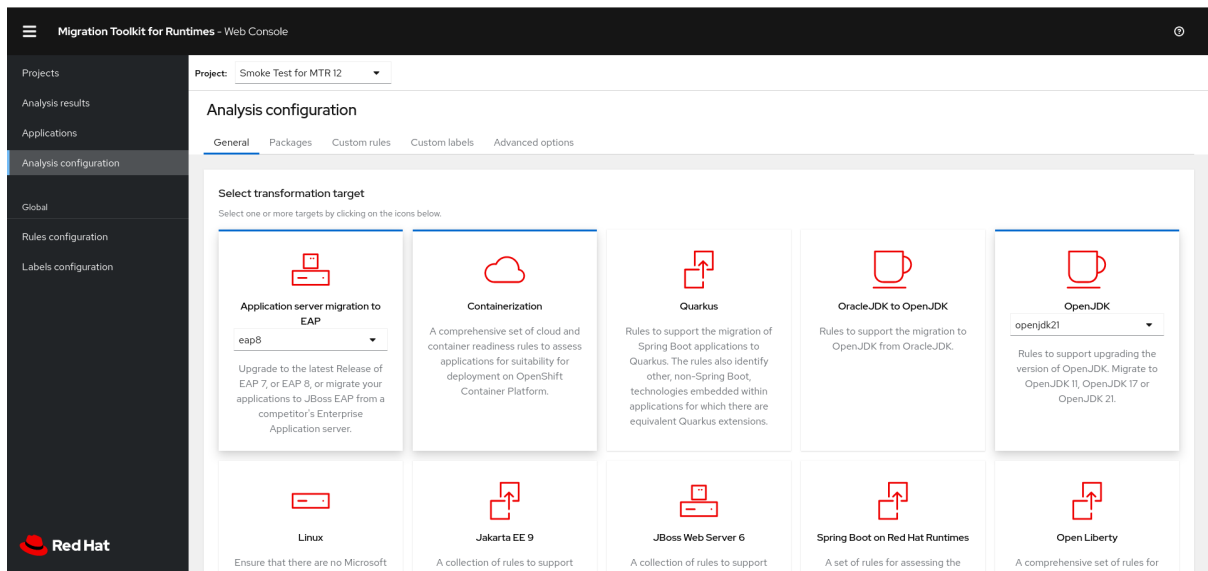 Migration Toolkit for Runtimes - Web Console
Projects
Analysis results
Applications
Analysis configuration
Global
Rules configuration
Labels configuration
Red Hat
Project: Smoke Test for MTR 12
Analysis configuration
General Packages Custom rules Custom labels Advanced options
Select transformation target
Select one or more targets by clicking on the icons below.
Application server migration to
EAP
eap8
Upgrade to the latest Release of
EAP 7, or EAP 8, or migrate your
applications to JBoss EAP from a
competitor's Enterprise
Application server.
Containerization
A comprehensive set of cloud and
container readiness rules to assess
applications for suitability for
deployment on OpenShift
Container Platform.
Quarkus
Rules to support the migration of
Spring Boot applications to
Quarkus. The rules also identify
other, non-Spring Boot,
technologies embedded within
applications for which there are
equivalent Quarkus extensions.
OracleJDK to OpenJDK
Rules to support the migration to
OpenJDK from OracleJDK.
OpenJDK
openjdk21
Rules to support upgrading the
version of OpenJDK. Migrate to
OpenJDK 11, OpenJDK 17 or
OpenJDK 21.
Linux
Ensure that there are no Microsoft
Jakarta EE 9
A collection of rules to support
JBoss Web Server 6
A collection of rules to support
Spring Boot on Red Hat Runtimes
A set of rules for assessing the
Open Liberty
A comprehensive set of rules for